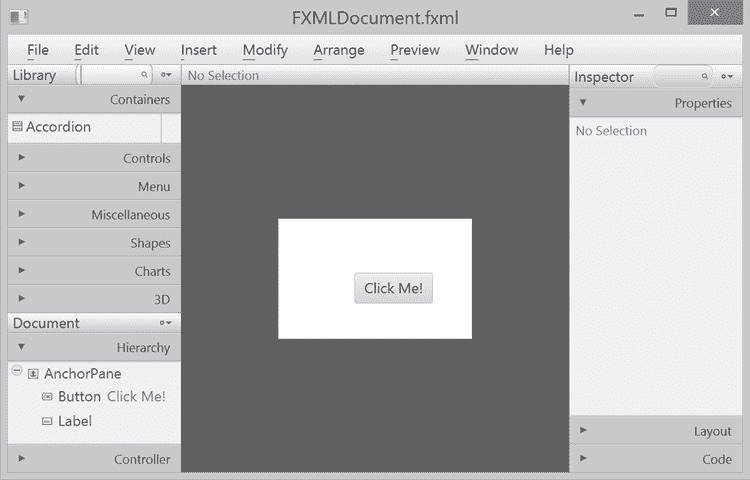 FXMLDocument.fxml
File Edit View Insert Modify Arrange Preview Window Help
Library
No Selection
Inspector
Containers
Properties
Accordion
No Selection
Controls
Menu
Miscellaneous
Shapes
Charts
3D
Click Me!
Document
Hierarchy
AnchorPane
Button Click Me!
Label
Layout
Controller
Code